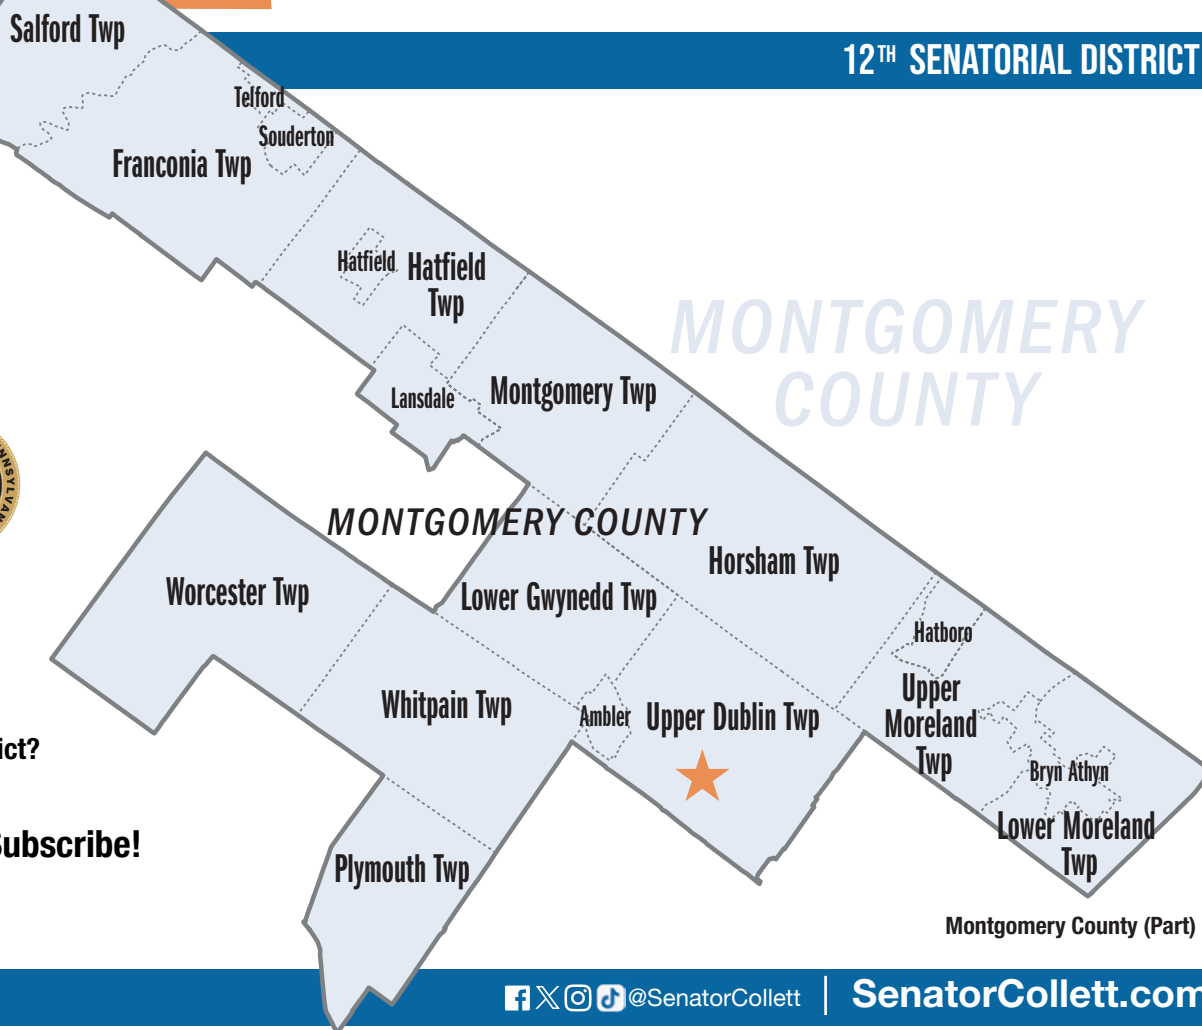 Salford Twp
12TH SENATORIAL DISTRICT
Telford
Souderton
Franconia Twp
Hatfield
Hatfield
Twp
MONTGOMERY
COUNTY
Lansdale
Montgomery Twp
MONTGOMERY COUNTY
Horsham Twp
Worcester Twp
Lower Gwynedd Twp
Hatboro
Whitpain Twp
Ambler
Upper Dublin Twp
Upper
Moreland
Twp
Bryn Athyn
ict?
Subscribe!
Lower Moreland
Twp
Plymouth Twp
Montgomery County (Part)
@SenatorCollett | SenatorCollett.com